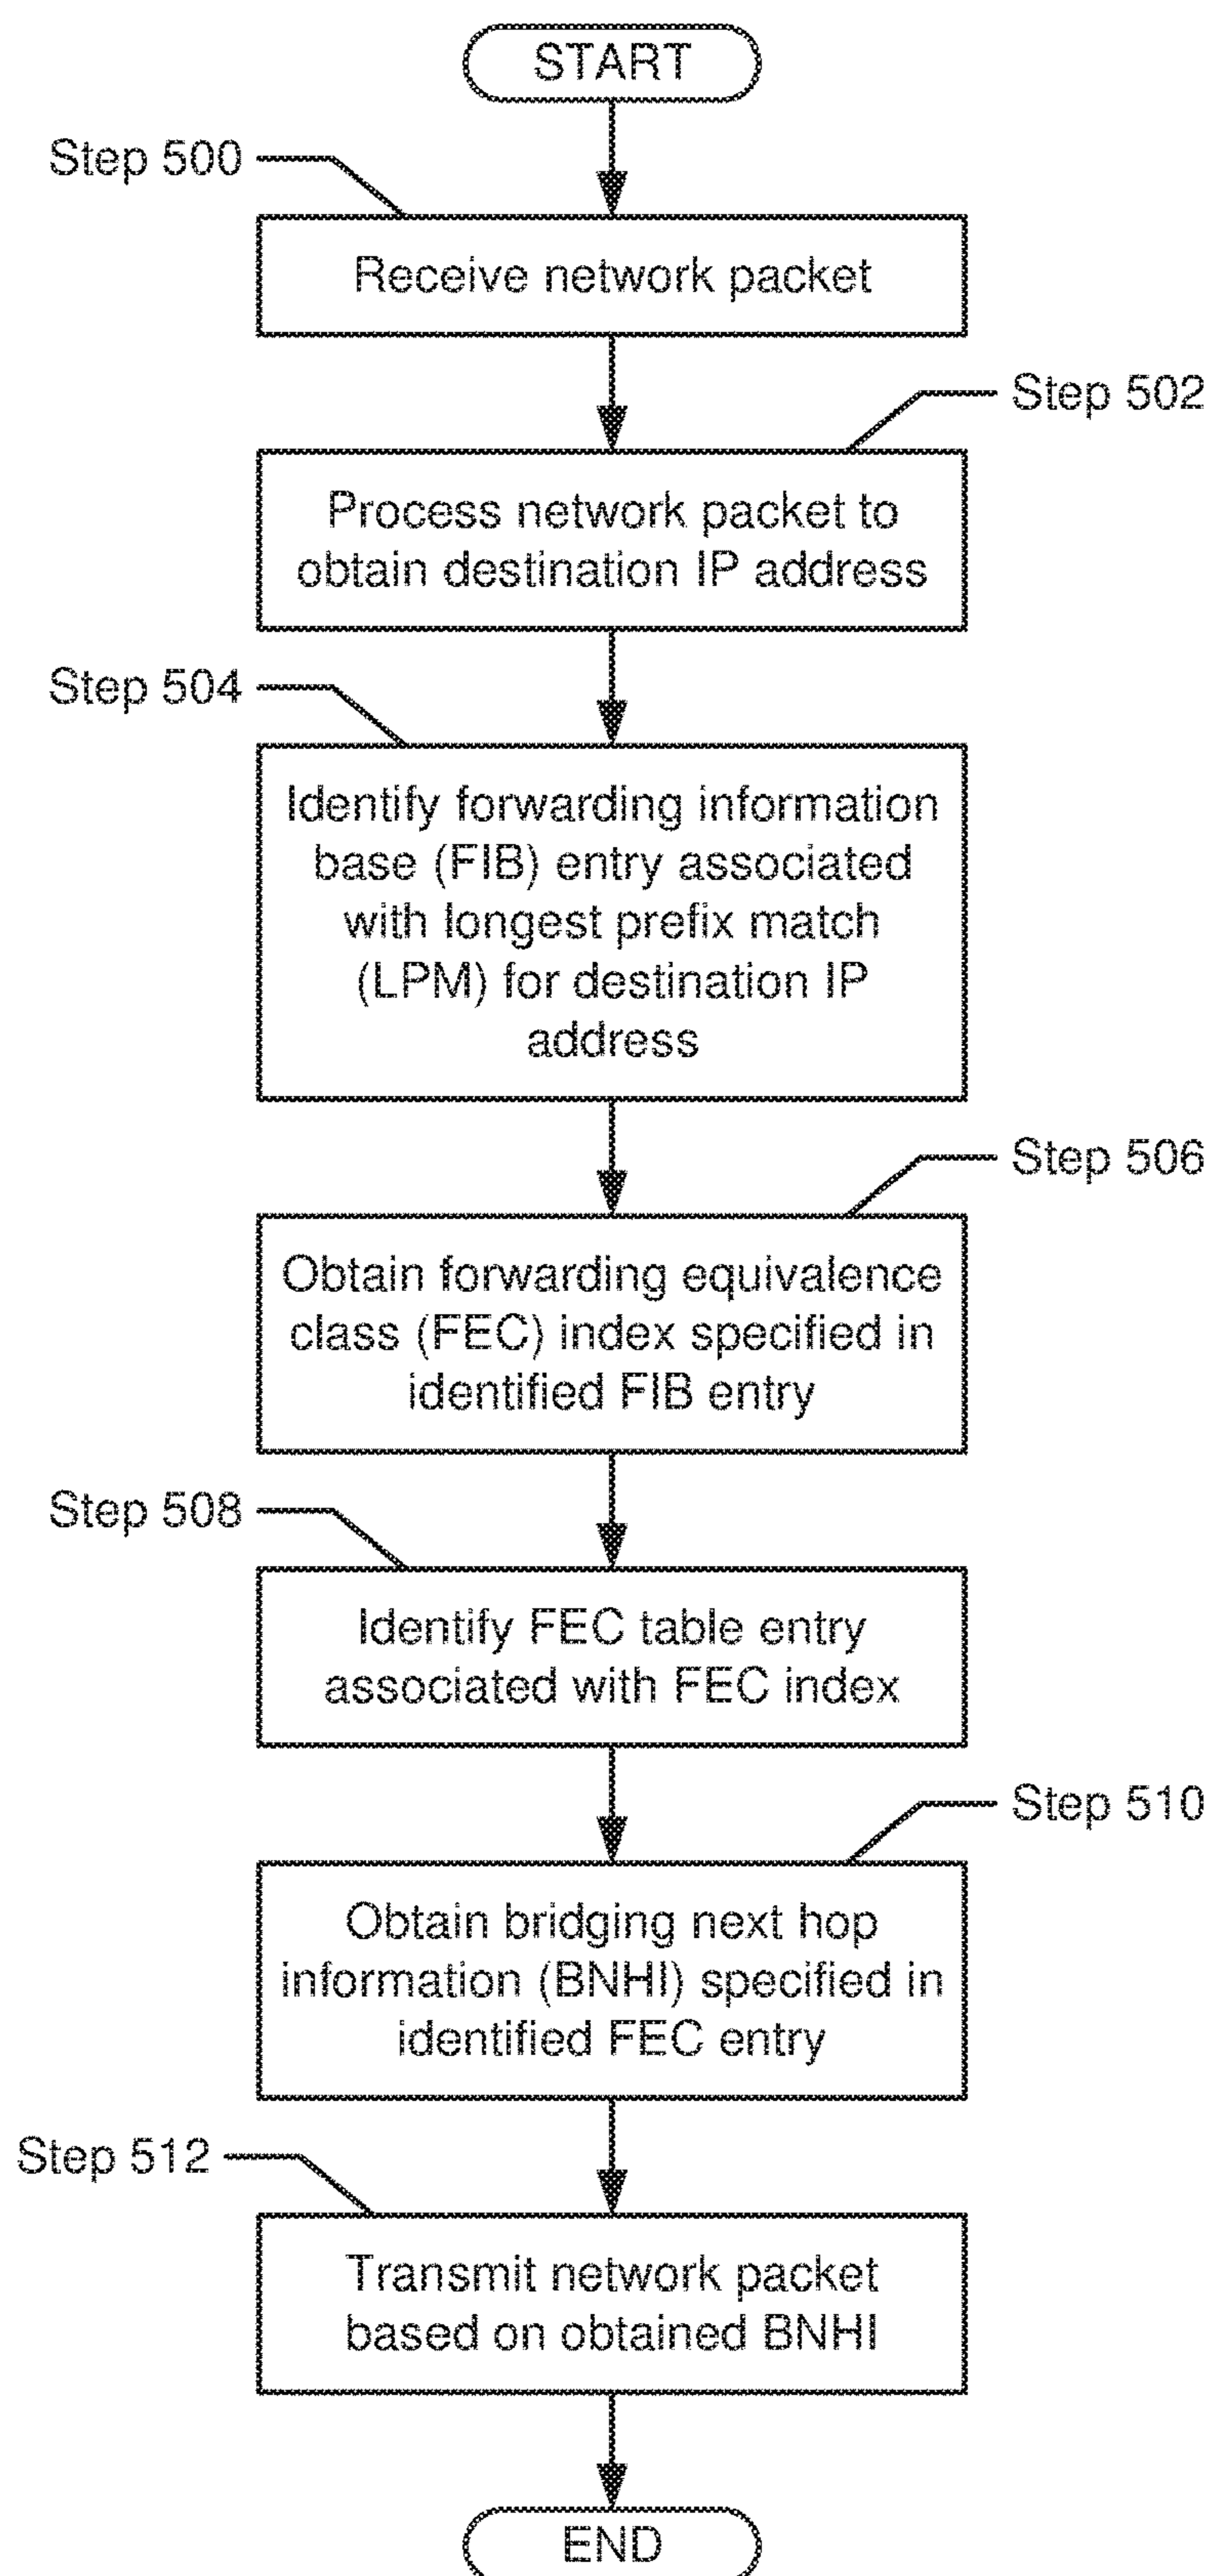 START
Step 500
Receive network packet
Step 502
Process network packet to
obtain destination IP address
Step 504
Identify forwarding information
base (FIB) entry associated
with longest prefix match
(LPM) for destination IP
address
Step 506
Obtain forwarding equivalence
class (FEC) index specified in
identified FIB entry
Step 508
Identify FEC table entry
associated with FEC index
Step 510
Obtain bridging next hop
information (BNHI) specified in
identified FEC entry
Step 512
Transmit network packet
based on obtained BNHI
END